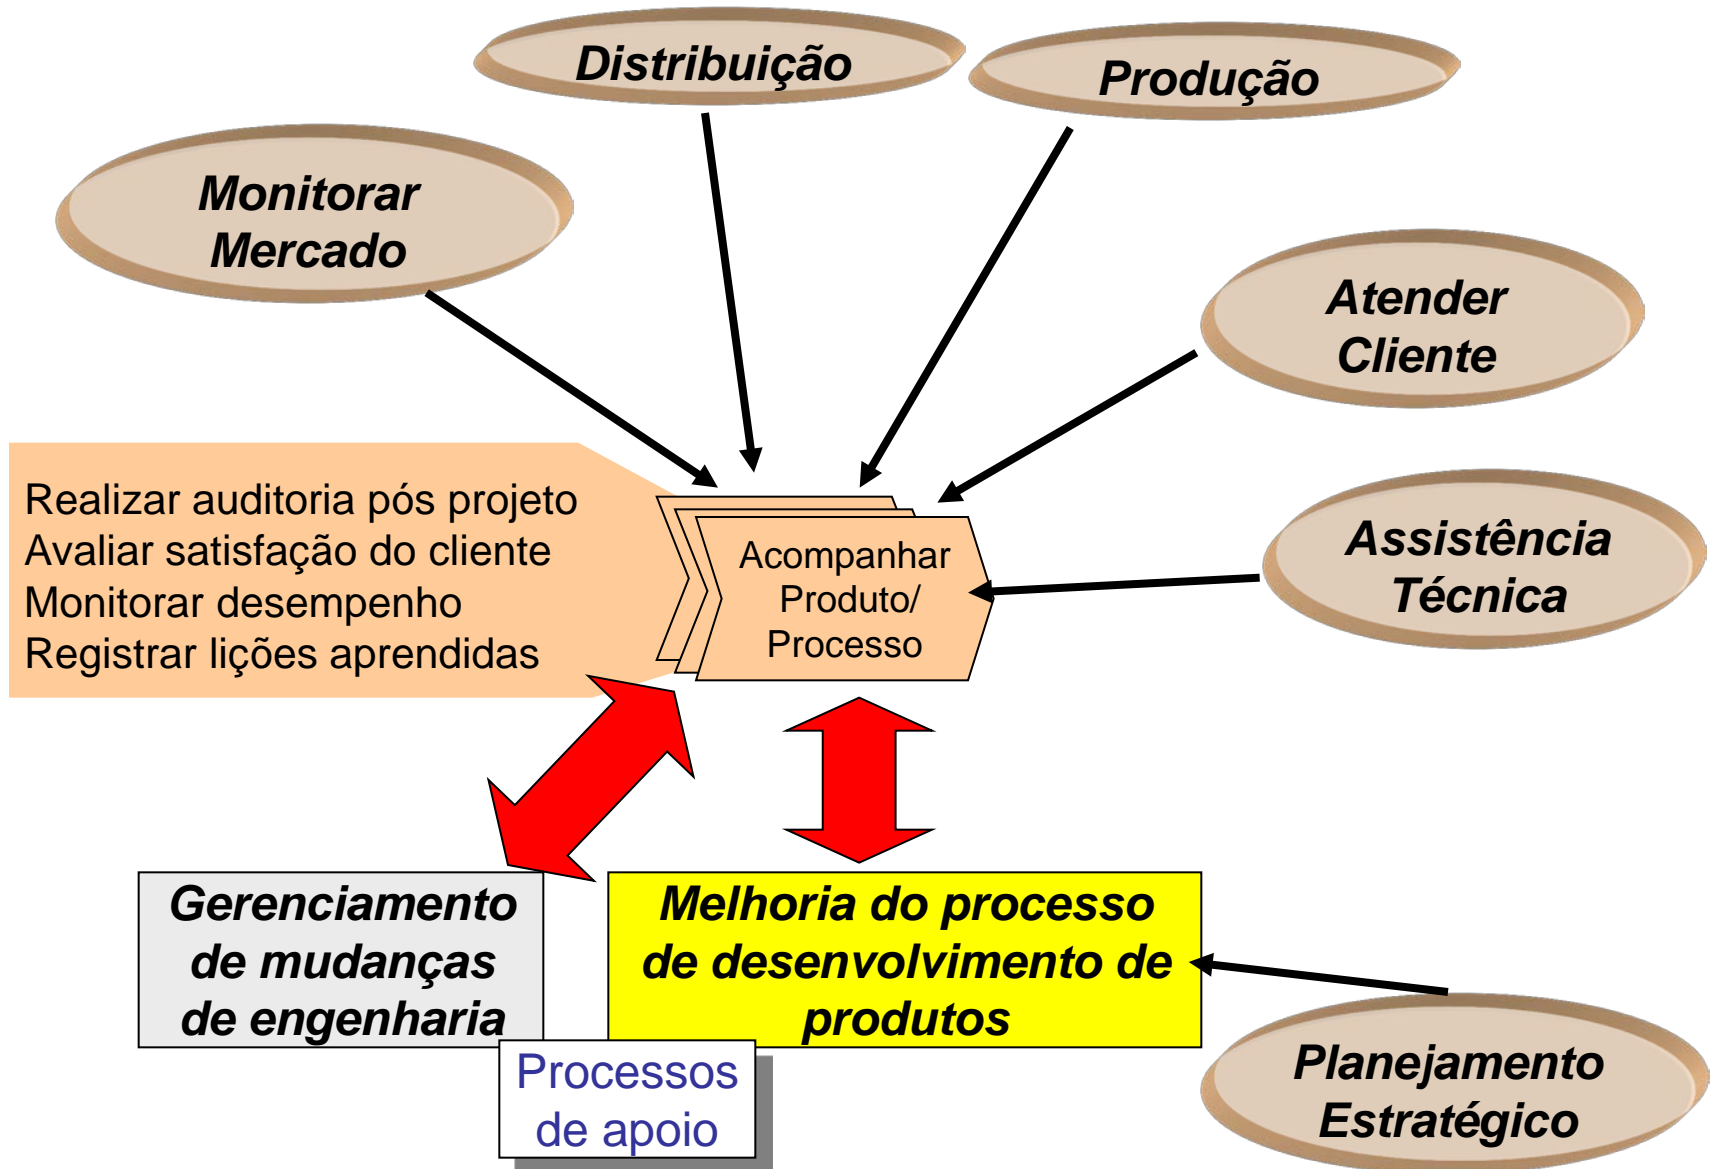 Distribuição
Produção
Monitorar
Mercado
Atender
Cliente
Realizar auditoria pós projeto
Avaliar satisfação do cliente
Monitorar desempenho
Registrar lições aprendidas
Acompanhar
Produto/
Processo
Assistência
Técnica
Gerenciamento
de mudanças
de engenharia
Melhoria do processo
de desenvolvimento de
produtos
Processos
de apoio
Planejamento
Estratégico